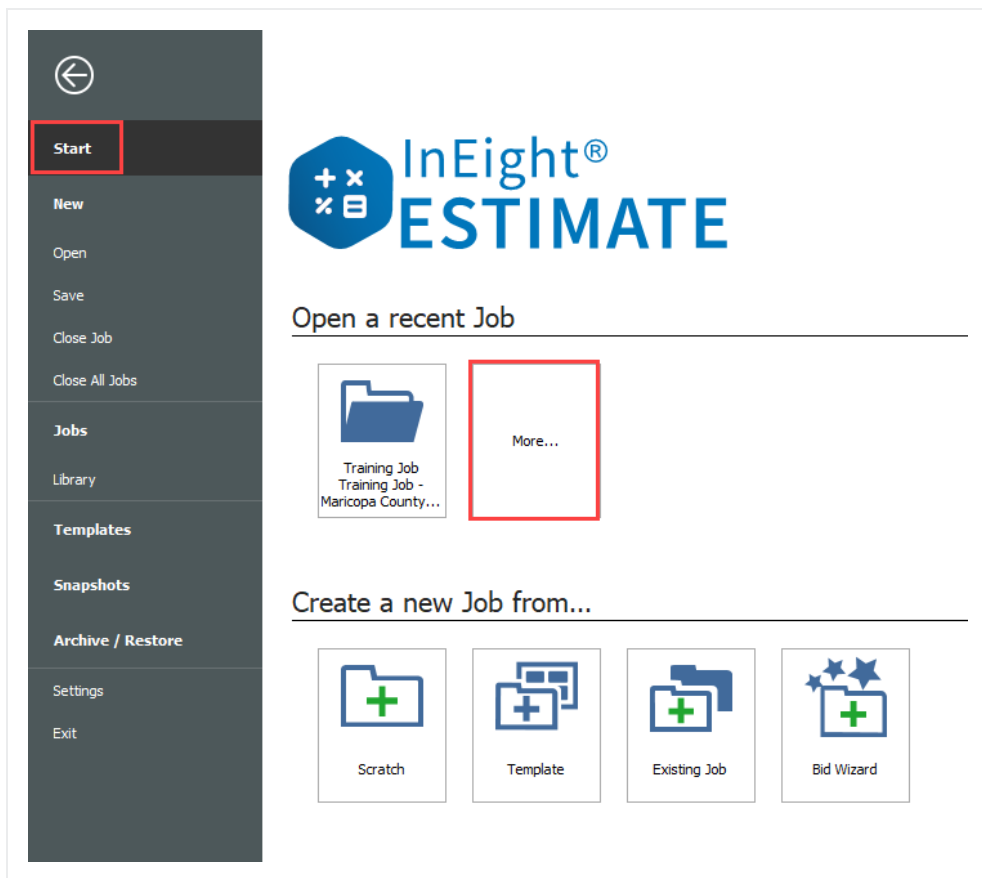 Start
New
Open
Save
Close Job
Close All Jobs
Jobs
Library
Templates
Snapshots
Archive / Restore
Settings
Exit
InEight®
ESTIMATE
Open a recent Job
Training Job
Training Job -
Maricopa County...
More...
Create a new Job from...
Scratch
Template
Existing Job
Bid Wizard